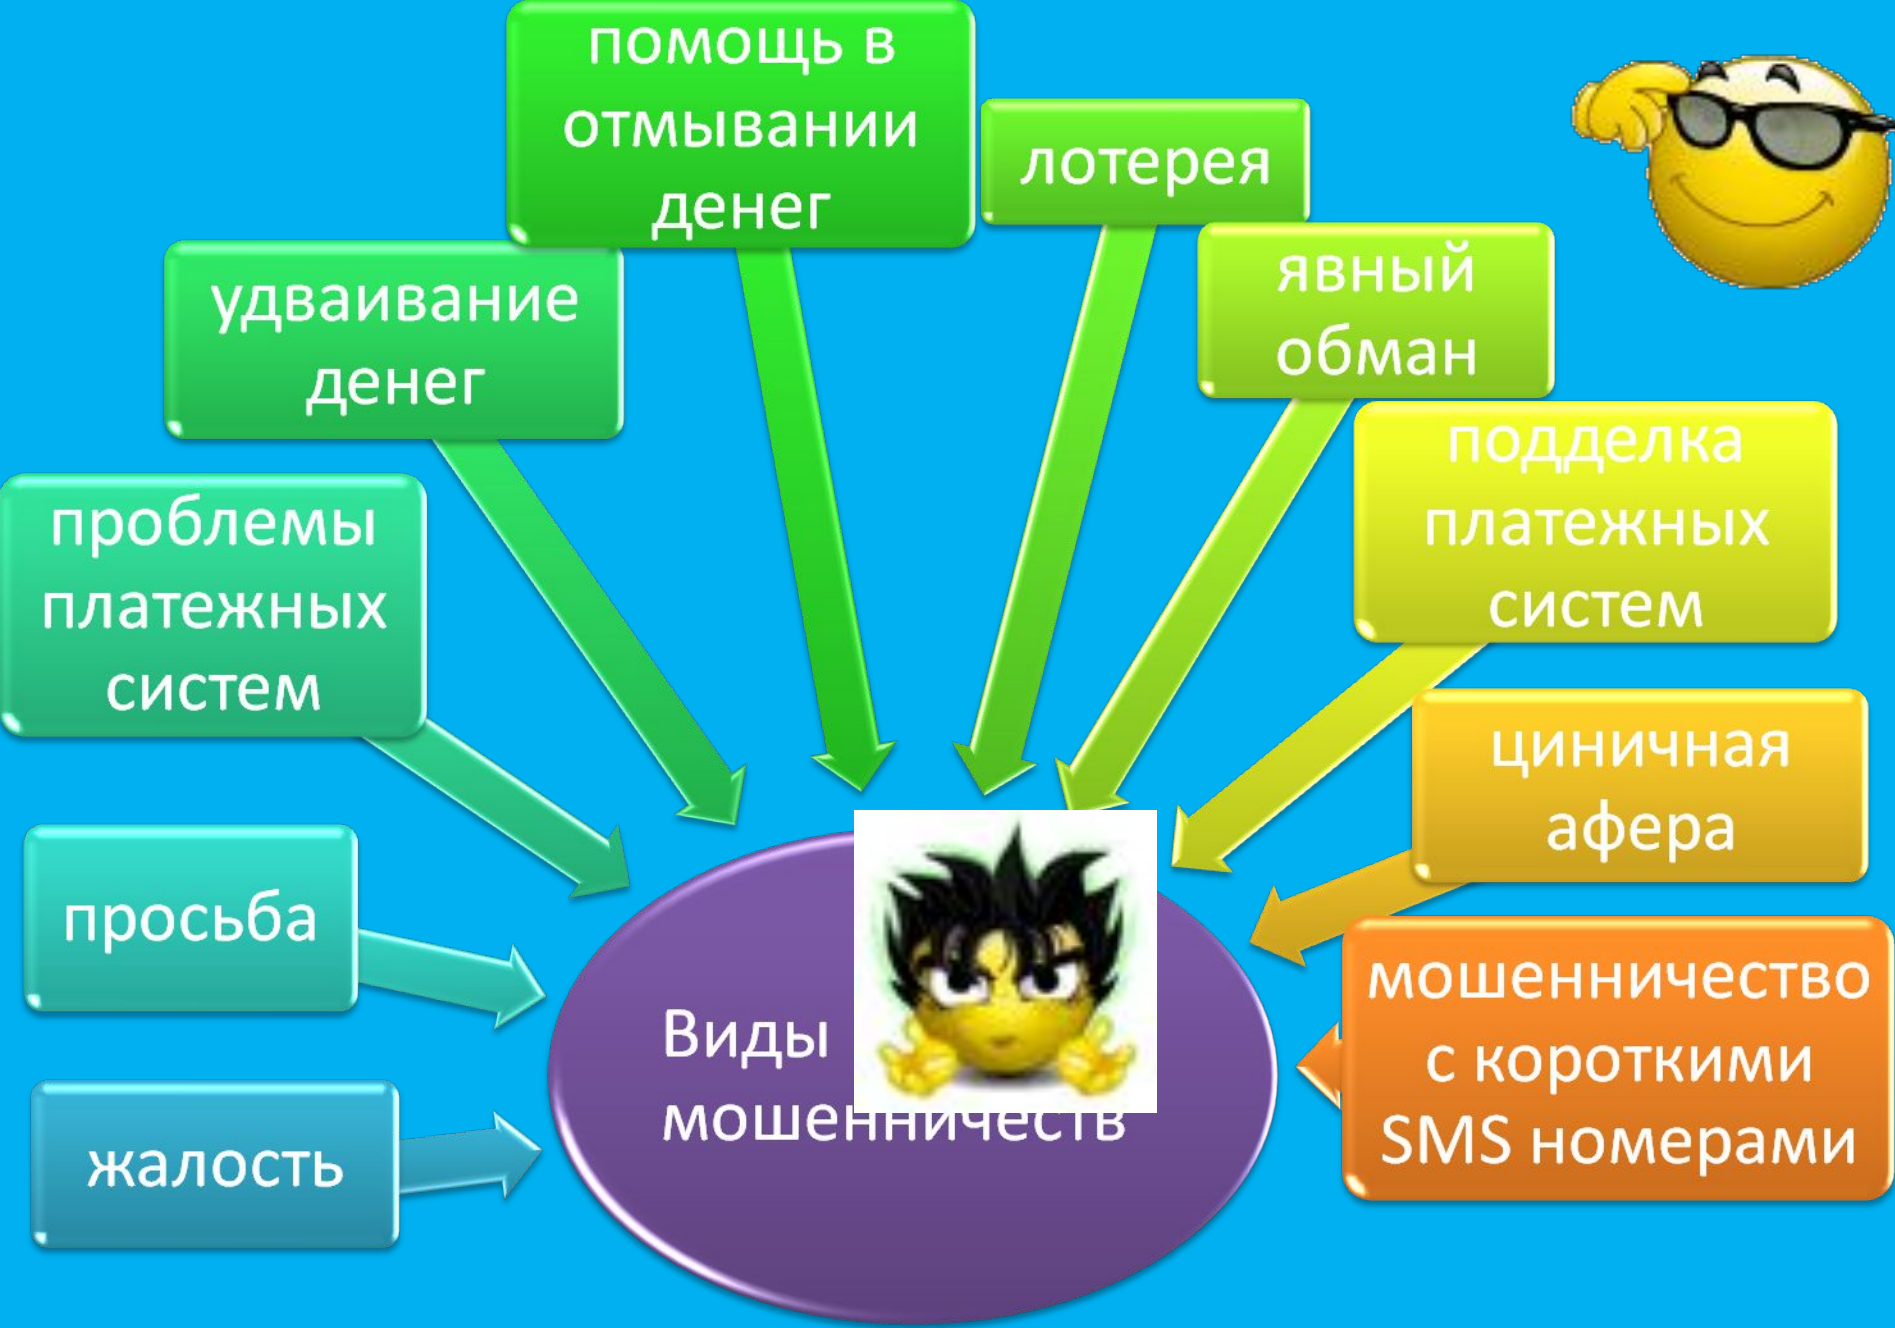 помощь в
отмывании
денег
лотерея
явный
обман
удваивание
денег
подделка
платежных
систем
проблемы
платежных
систем
циничная
афера
просьба
мошенничество
с короткими
SMS номерами
жалость
Виды
мошенничеств